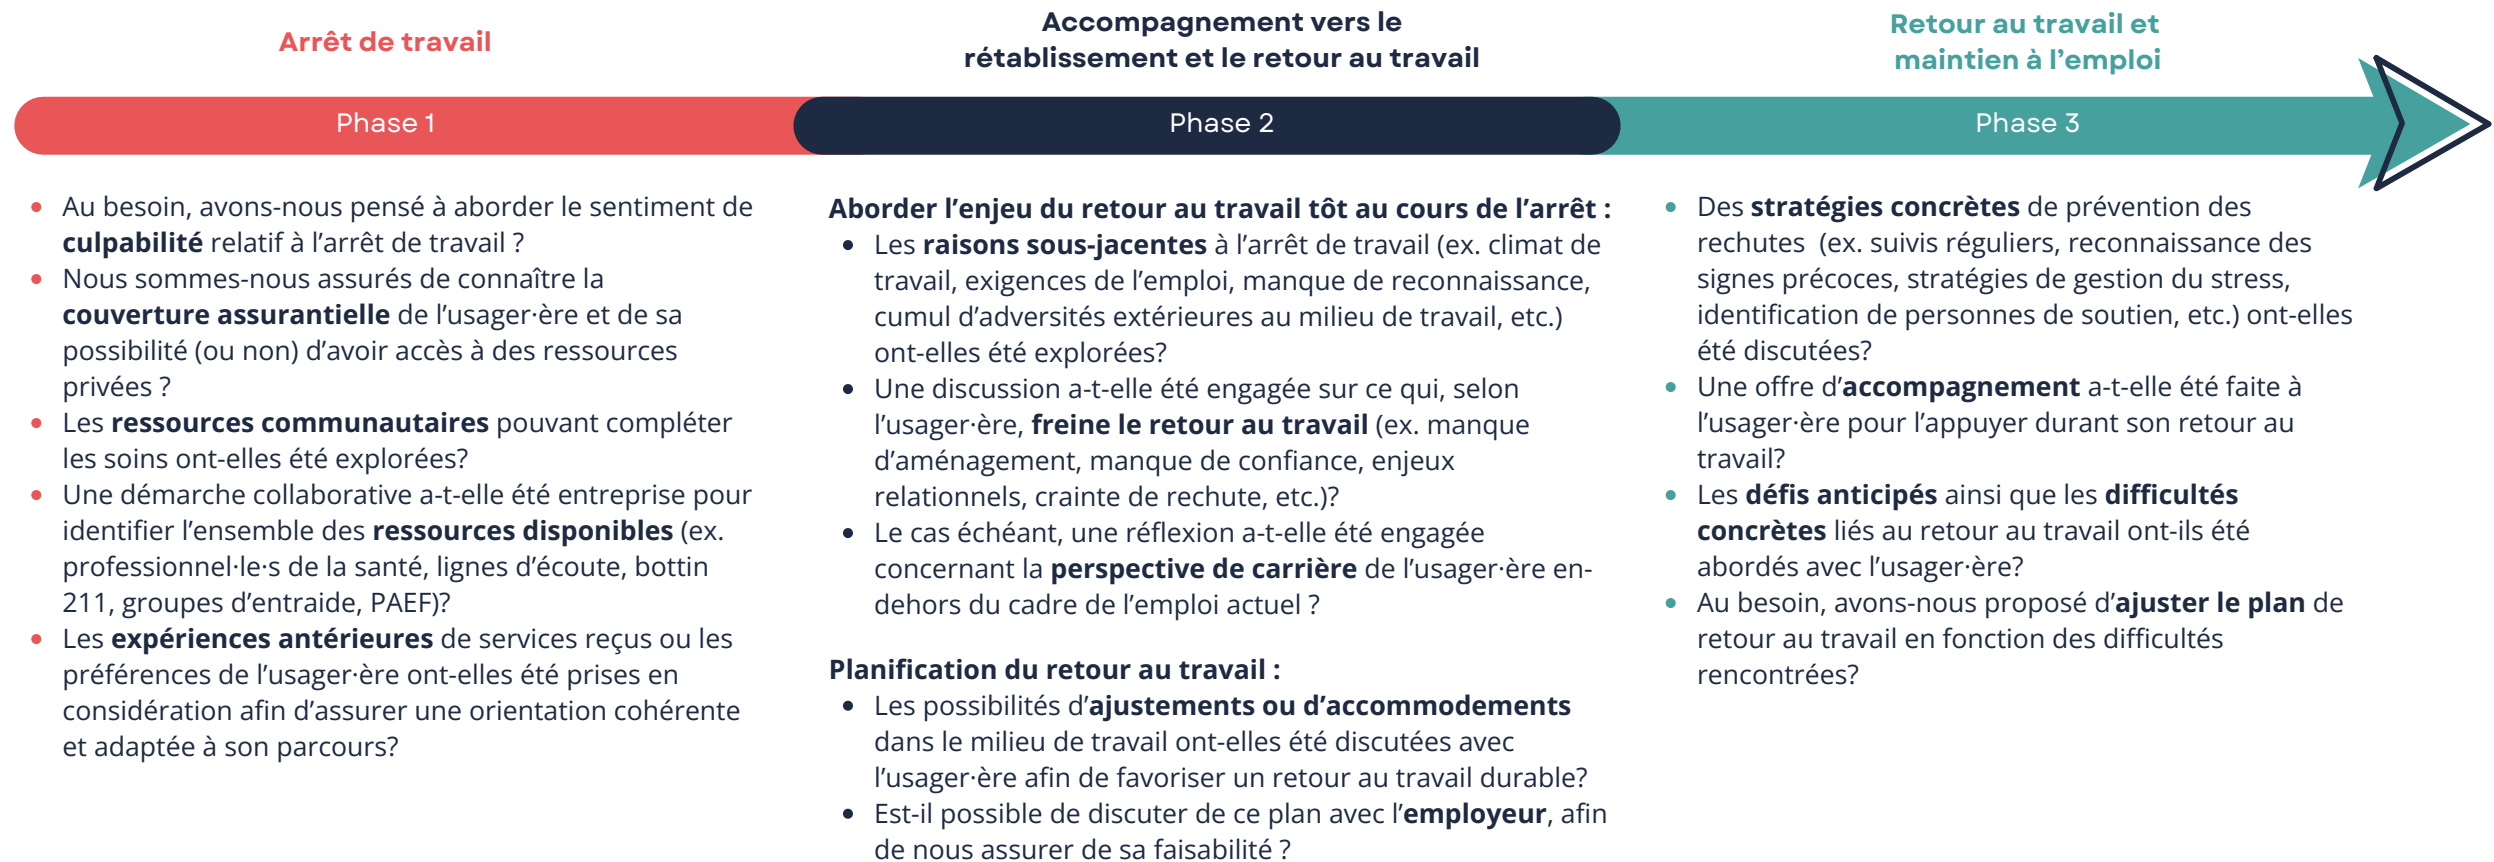 Arrêt de travail
Accompagnement vers le
rétablissement et le retour au travail
Retour au travail et
maintien à l'emploi
Phase 1
Phase 2
Phase 3
• Au besoin, avons-nous pensé à aborder le sentiment de
culpabilité relatif à l'arrêt de travail ?
• Nous sommes-nous assurés de connaître la
couverture assurantielle de l'usager·ère et de sa
possibilité (ou non) d'avoir accès à des ressources
privées ?
• Les ressources communautaires pouvant compléter
les soins ont-elles été explorées?
• Une démarche collaborative a-t-elle été entreprise pour
identifier l'ensemble des ressources disponibles (ex.
professionnel·le·s de la santé, lignes d'écoute, bottin
211, groupes d'entraide, PAEF)?
• Les expériences antérieures de services reçus ou les
préférences de l'usager·ère ont-elles été prises en
considération afin d'assurer une orientation cohérente
et adaptée à son parcours?
Aborder l'enjeu du retour au travail tôt au cours de l'arrêt :
• Les raisons sous-jacentes à l'arrêt de travail (ex. climat de
travail, exigences de l'emploi, manque de reconnaissance,
cumul d'adversités extérieures au milieu de travail, etc.)
ont-elles été explorées?
• Une discussion a-t-elle été engagée sur ce qui, selon
l'usager·ère, freine le retour au travail (ex. manque
d'aménagement, manque de confiance, enjeux
relationnels, crainte de rechute, etc.)?
• Le cas échéant, une réflexion a-t-elle été engagée
concernant la perspective de carrière de l'usager·ère en-
dehors du cadre de l'emploi actuel ?
Planification du retour au travail :
• Les possibilités d'ajustements ou d'accommodements
dans le milieu de travail ont-elles été discutées avec
l'usager·ère afin de favoriser un retour au travail durable?
• Est-il possible de discuter de ce plan avec l'employeur, afin
de nous assurer de sa faisabilité ?
• Des stratégies concrètes de prévention des
rechutes (ex. suivis réguliers, reconnaissance des
signes précoces, stratégies de gestion du stress,
identification de personnes de soutien, etc.) ont-elles
été discutées?
• Une offre d'accompagnement a-t-elle été faite à
l'usager·ère pour l'appuyer durant son retour au
travail?
• Les défis anticipés ainsi que les difficultés
concrètes liés au retour au travail ont-ils été
abordés avec l'usager·ère?
• Au besoin, avons-nous proposé d'ajuster le plan de
retour au travail en fonction des difficultés
rencontrées?